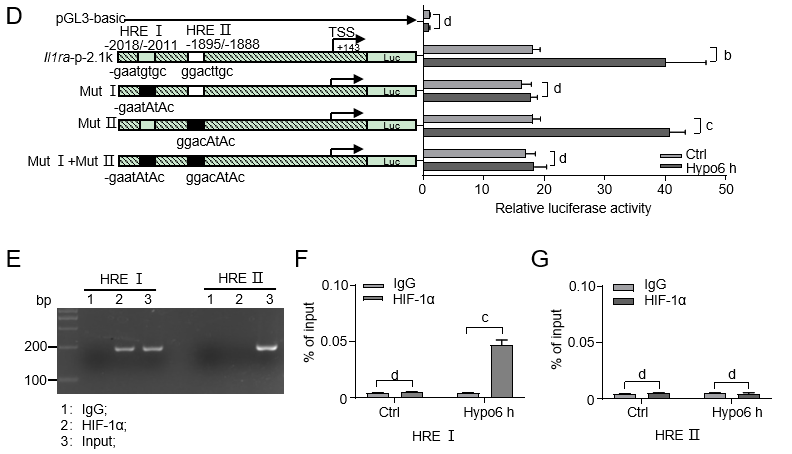 D
pGL3-basic
d
HRE Ⅰ HRE Ⅱ TSS
-2018/-2011 -1895/-1888 +143
Il1ra-p-2.1k Luc b
-gaatgtgc ggacttgc
Mut Ⅰ Luc d
-gaatAtAc
Mut Ⅱ Luc c
ggacAtAc
Mut Ⅰ+Mut Ⅱ Luc d
-gaatAtAc ggacAtAc
Ctrl
Hypo6 h
0 10 20 30 40 50
Relative luciferase activity
E
HRE Ⅰ HRE Ⅱ
bp 1 2 3 1 2 3
200
100
1: IgG;
2: HIF-1α;
3: Input;
F
IgG
HIF-1α
% of input
0.10
0.05
0
d c
Ctrl Hypo6 h
HRE Ⅰ
G
IgG
HIF-1α
% of input
0.10
0.05
0
d d
Ctrl Hypo6 h
HRE Ⅱ